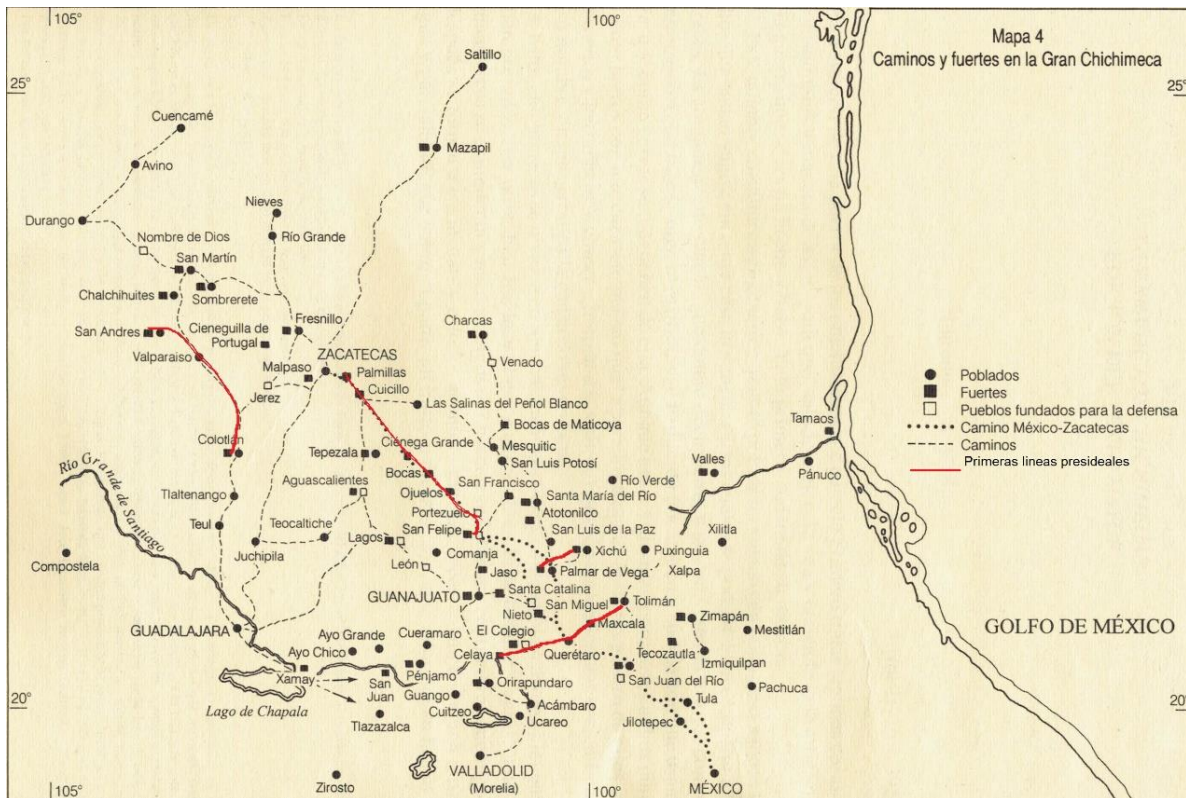 105°
100°
Mapa 4
Caminos y fuertes en la Gran Chichimeca
25°
25°
Saltillo
Cuencamé
Mazapil
Avino
Nieves
Durango
Río Grande
Nombre de Dios
San Martín
Chalchihuites
Sombrerete
San Andres
Cieneguilla de
Portugal
Fresnillo
Charcas
Valparaiso
ZACATECAS
Venado
Malpaso
Palmillas
Jerez
Cuicillo
Las Salinas del Peñol Blanco
Bocas de Maticoya
Poblados
Fuertes
Pueblos fundados para la defensa
Camino México-Zacatecas
Caminos
Primeras lineas presideales
Tamaos
Colotlán
Tepezala
Ciénega Grande
Mesquitic
Bocas
San Luis Potosí
Valles
Pánuco
Río Grande de Santiago
Aguascalientes
Ojuelos
San Francisco
Río Verde
Tlaltenango
Portezuelo
Santa María del Río
Atotonilco
Teul
Teocaltiche
San Felipe
San Luis de la Paz
Xilitla
Juchipila
Lagos
Comanja
Xichú
Puxinguia
Compostela
León
Jaso
Palmar de Vega
Xalpa
GUANAJUATO
Santa Catalina
San Miguel
Tolimán
Nieto
Maxcala
Zimapán
GUADALAJARA
Ayo Grande
Cueramaro
El Colegio
Mestitlán
GOLFO DE MÉXICO
Ayo Chico
Celaya
Querétaro
Tecozautla
Izmiquilpan
Xamay
San
Juan
Pénjamo
Orirapundaro
San Juan del Río
Pachuca
Lago de Chapala
Guango
Acámbaro
Tula
20°
20°
Tlazazalca
Cuitzeo
Ucareo
Jilotepec
Zirosto
VALLADOLID
(Morelia)
MÉXICO
105°
100°